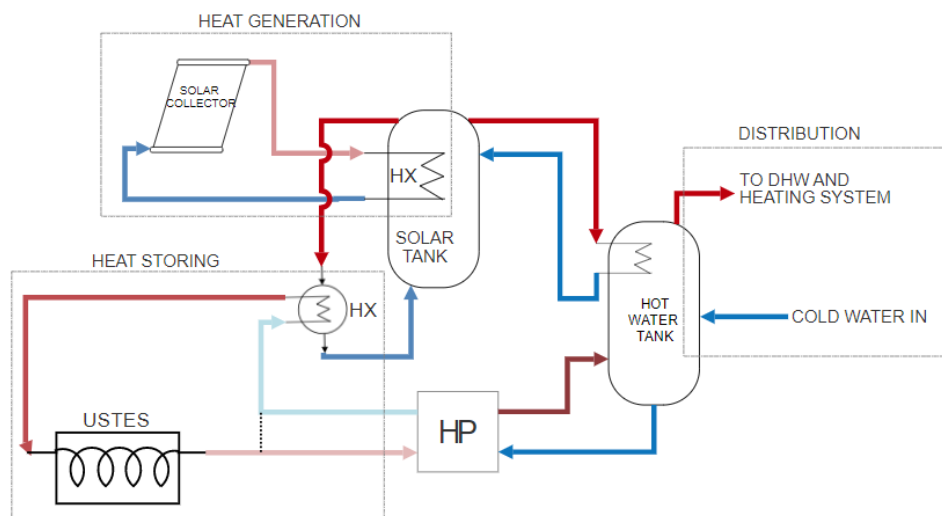 HEAT GENERATION
SOLAR
COLLECTOR
HX
SOLAR
TANK
DISTRIBUTION
TO DHW AND
HEATING SYSTEM
HEAT STORING
HX
HOT
WATER
TANK
COLD WATER IN
USTES
HP